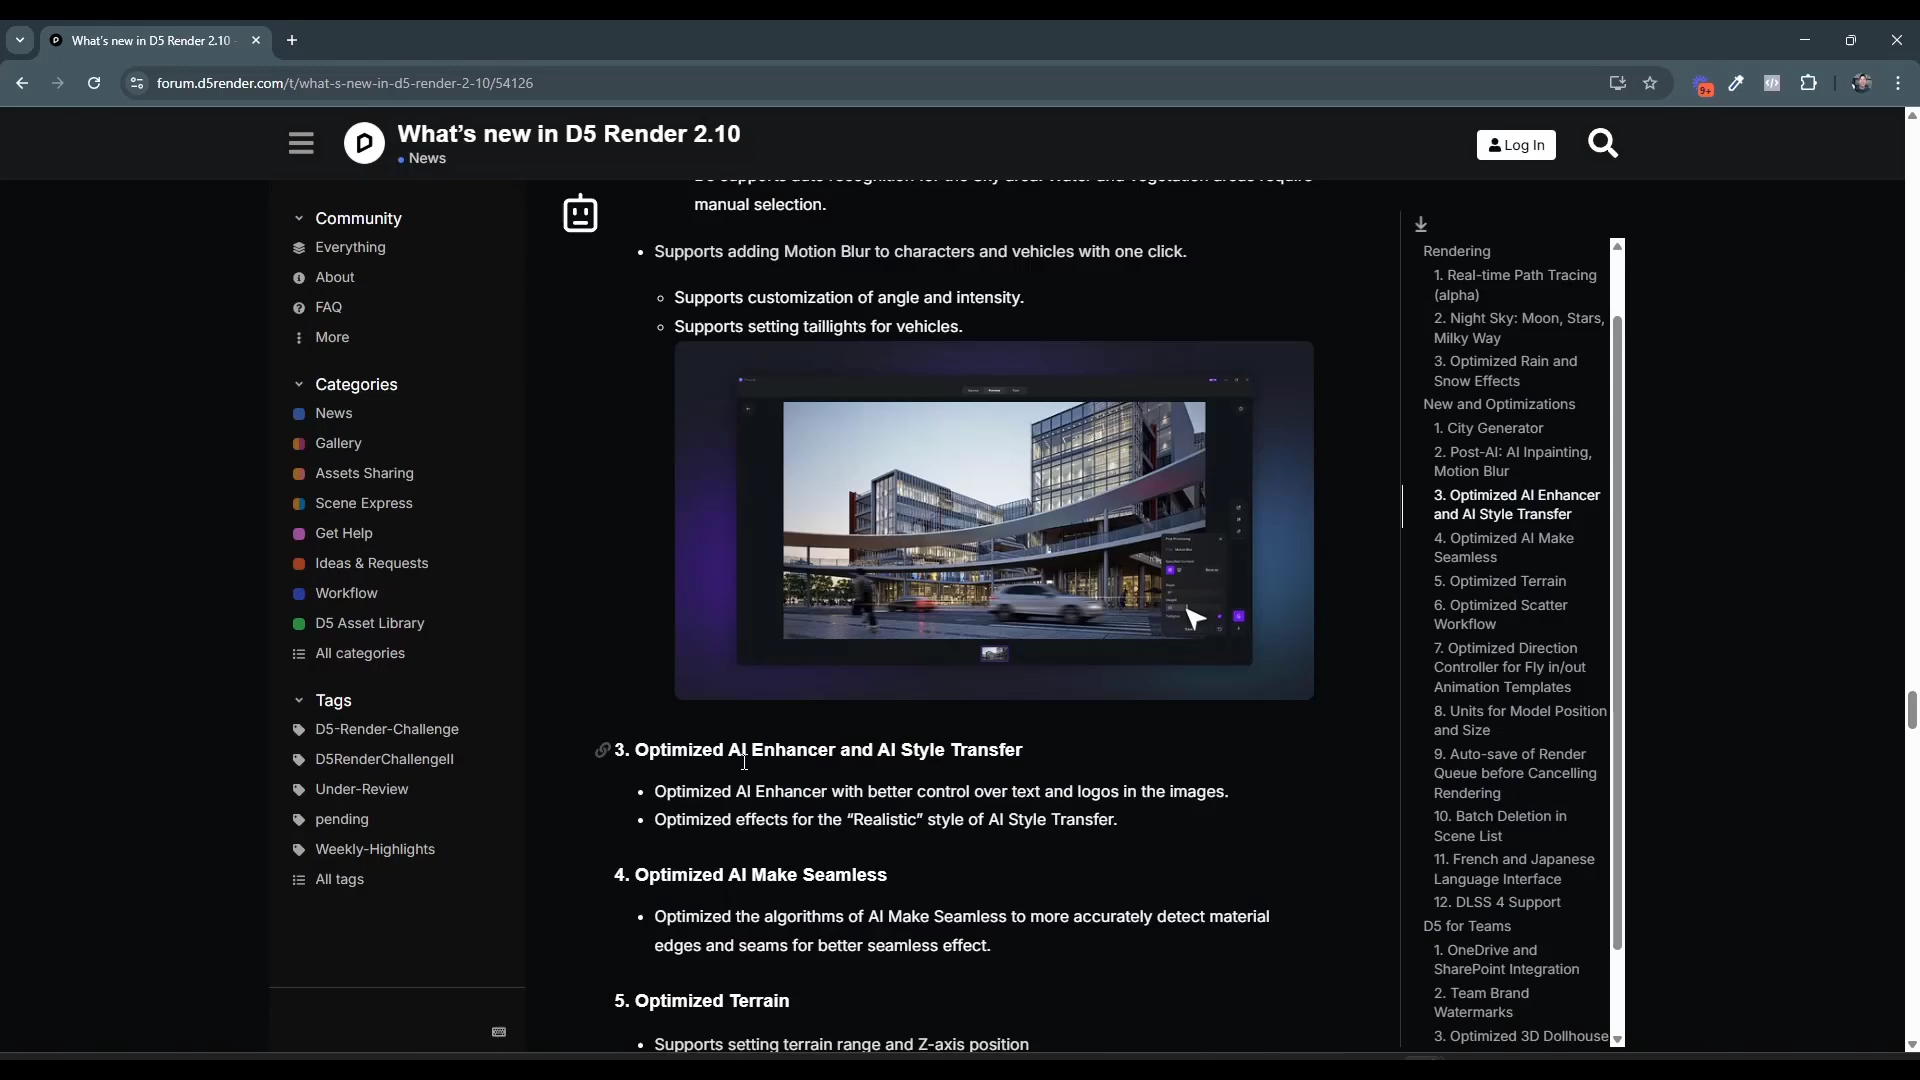 What's new in D5 Render 2.10
forum.d5render.com/t/what-s-new-in-d5-render-2-10/54126
9+
What's new in D5 Render 2.10
News
Log In
Community
Everything
About
FAQ
More
Categories
News
Gallery
Assets Sharing
Scene Express
Get Help
Ideas & Requests
Workflow
D5 Asset Library
All categories
Tags
D5-Render-Challenge
D5RenderChallengeII
Under-Review
pending
Weekly-Highlights
All tags
manual selection.
• Supports adding Motion Blur to characters and vehicles with one click.
Supports customization of angle and intensity.
Supports setting taillights for vehicles.
3. Optimized AI Enhancer and AI Style Transfer
• Optimized AI Enhancer with better control over text and logos in the images.
• Optimized effects for the “Realistic” style of AI Style Transfer.
4. Optimized AI Make Seamless
• Optimized the algorithms of AI Make Seamless to more accurately detect material
edges and seams for better seamless effect.
5. Optimized Terrain
• Supports setting terrain range and Z-axis position
Rendering
1. Real-time Path Tracing
(alpha)
2. Night Sky: Moon, Stars,
Milky Way
3. Optimized Rain and
Snow Effects
New and Optimizations
1. City Generator
2. Post-AI: AI Inpainting,
Motion Blur
3. Optimized AI Enhancer
and AI Style Transfer
4. Optimized AI Make
Seamless
5. Optimized Terrain
6. Optimized Scatter
Workflow
7. Optimized Direction
Controller for Fly in/out
Animation Templates
8. Units for Model Position
and Size
9. Auto-save of Render
Queue before Cancelling
Rendering
10. Batch Deletion in
Scene List
11. French and Japanese
Language Interface
12. DLSS 4 Support
D5 for Teams
1. OneDrive and
SharePoint Integration
2. Team Brand
Watermarks
3. Optimized 3D Dollhouse